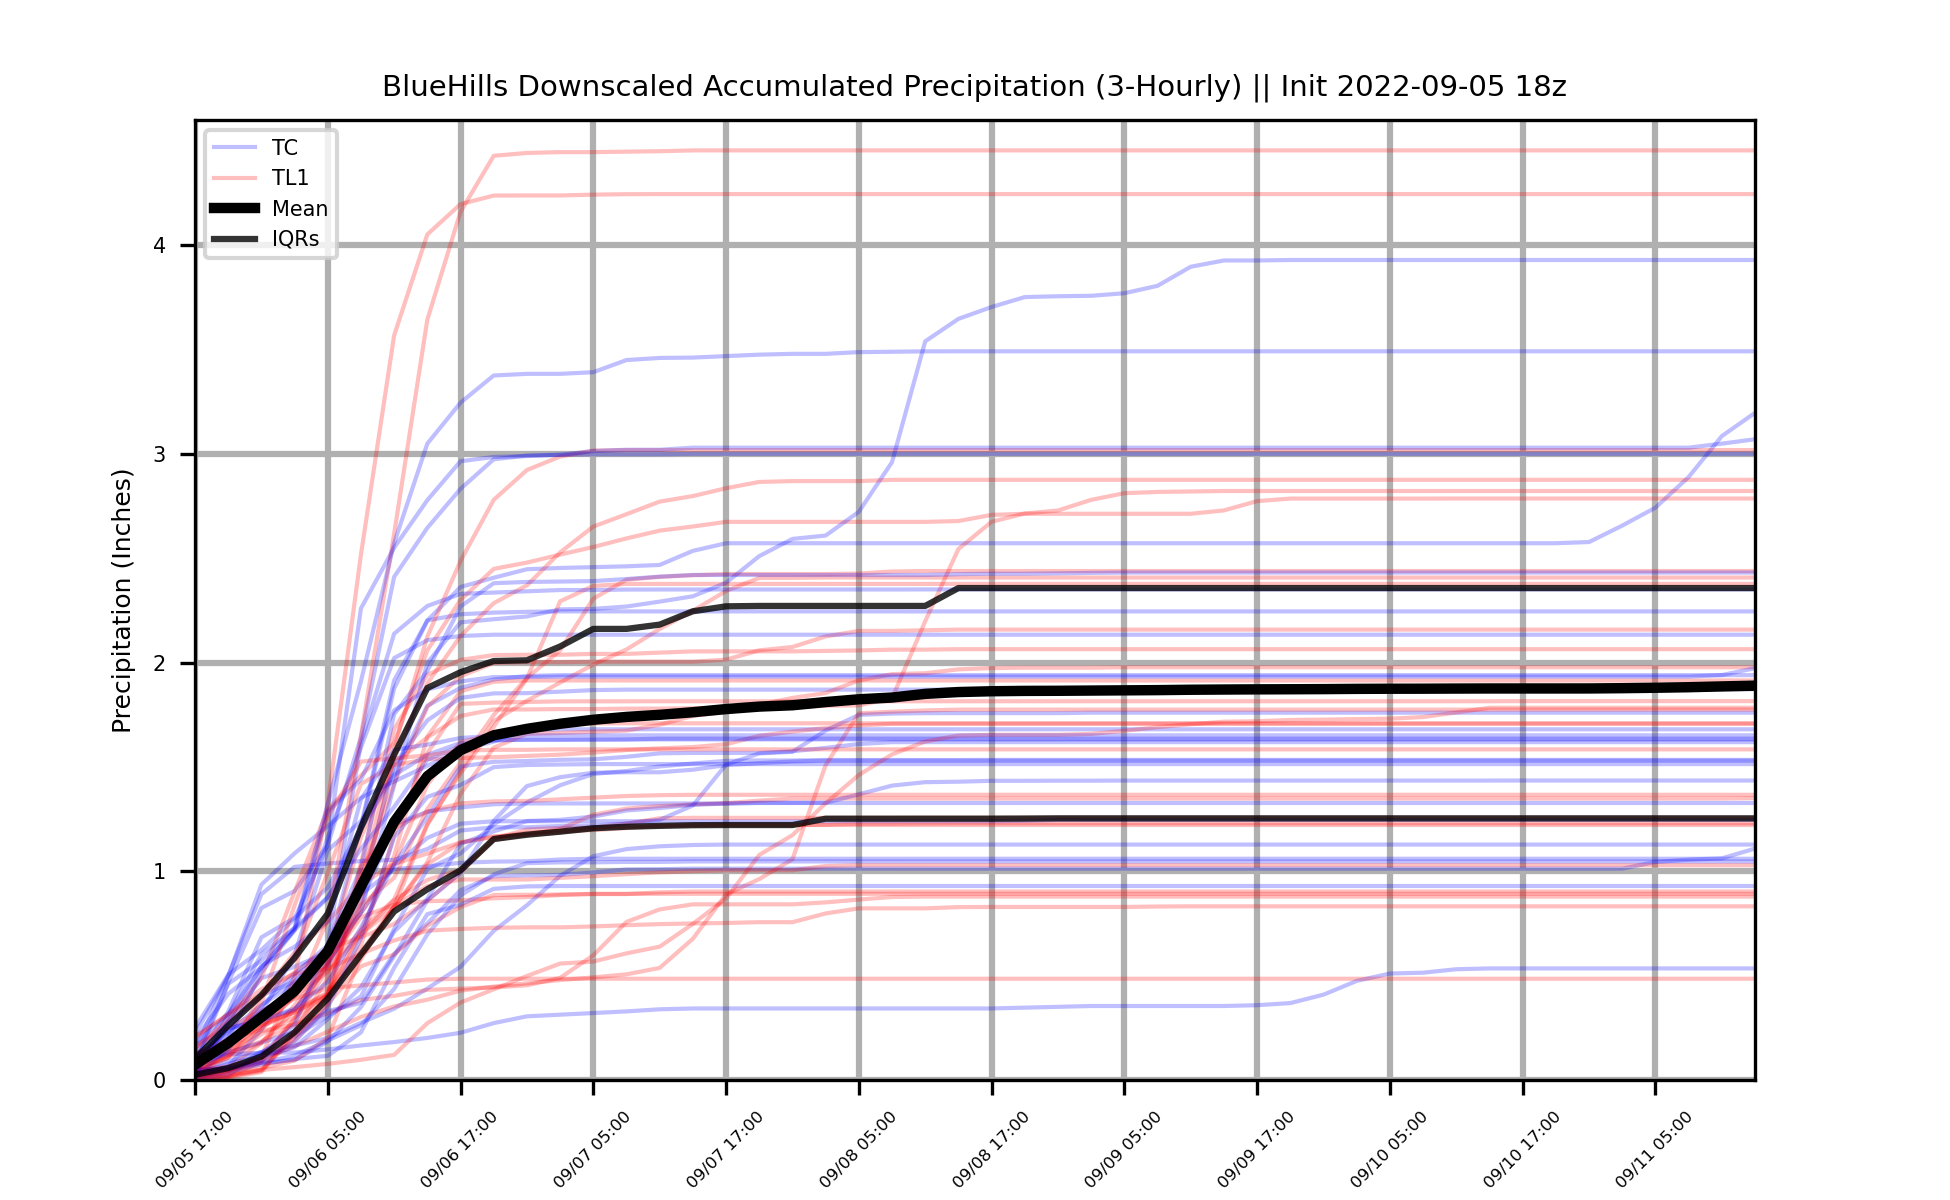 BlueHills Downscaled Accumulated Precipitation (3-Hourly) || Init 2022-09-05 18z
TC
TL1
Mean
IQRs
Precipitation (Inches)
4
3
2
1
0
09/05 17:00
09/06 05:00
09/06 17:00
09/07 05:00
09/07 17:00
09/08 05:00
09/08 17:00
09/09 05:00
09/09 17:00
09/10 05:00
09/10 17:00
09/11 05:00